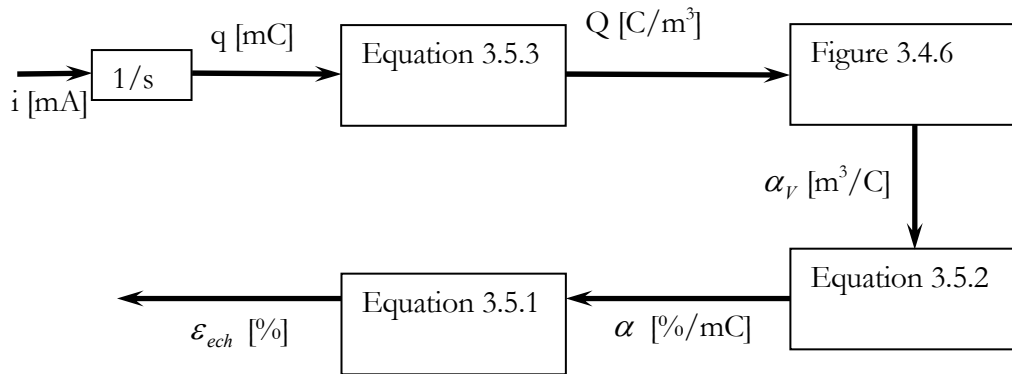 i [mA]
1/s
q [mC]
Equation 3.5.3
Q [C/m³]
Figure 3.4.6
α_V [m³/C]
Equation 3.5.2
α [%/mC]
Equation 3.5.1
ε_ech [%]